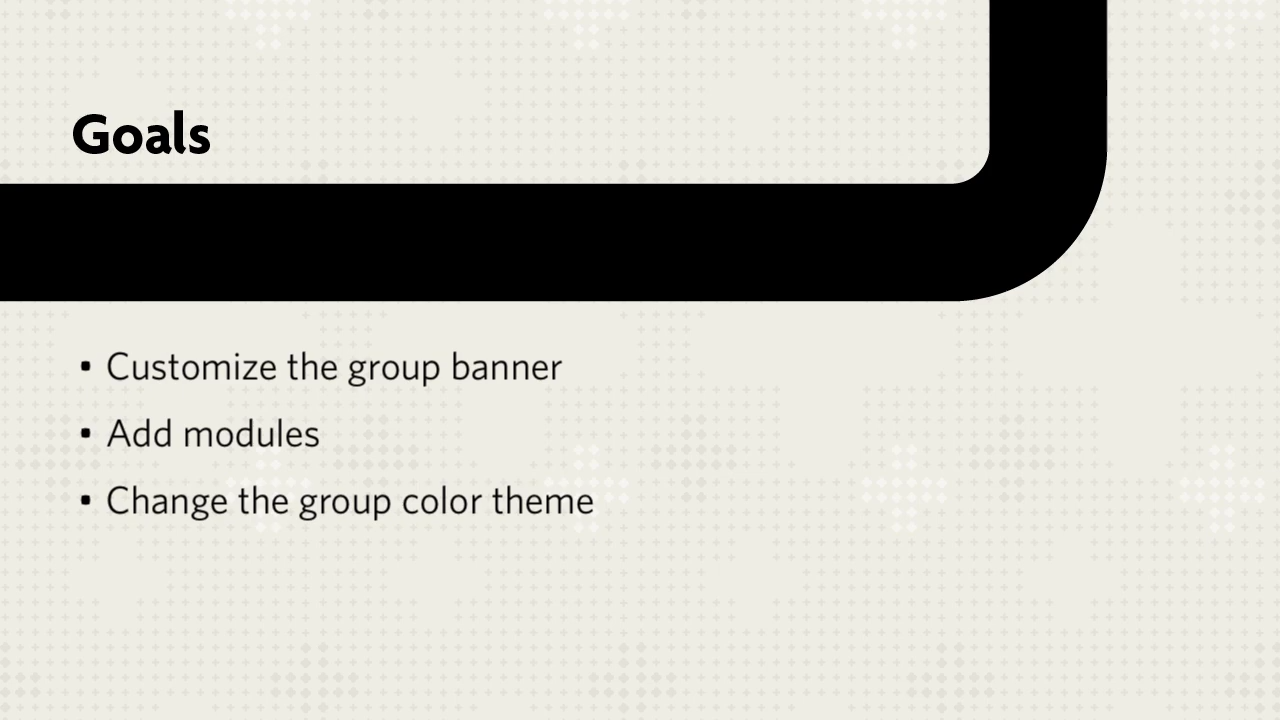 Goals
• Customize the group banner
• Add modules
• Change the group color theme